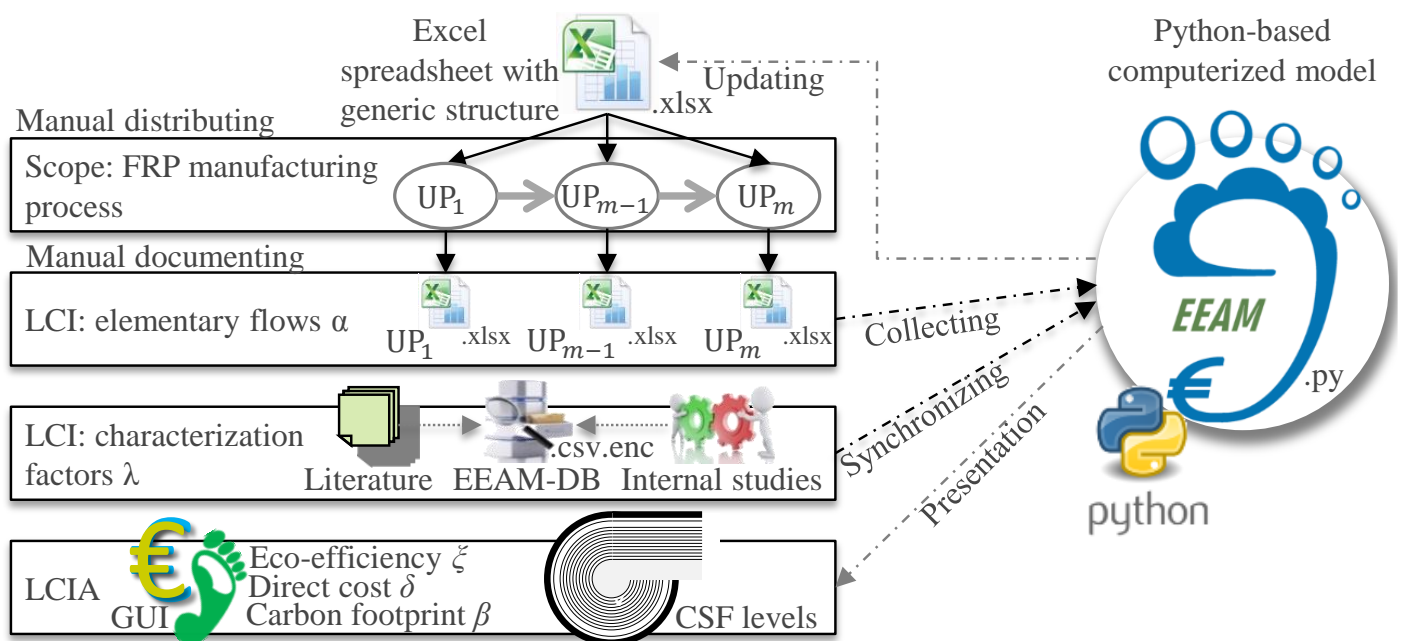 Excel
spreadsheet with
generic structure
.xlsx
Updating
Python-based
computerized model
Manual distributing
Scope: FRP manufacturing
process
UP₁
UPₘ₋₁
UPₘ
Manual documenting
LCI: elementary flows α
UP₁ .xlsx
UPₘ₋₁ .xlsx
UPₘ .xlsx
Collecting
EEAM
€
.py
python
LCI: characterization
factors λ
Literature
.csv.enc
EEAM-DB
Internal studies
Synchronizing
Presentation
LCIA
€
GUI
Eco-efficiency ξ
Direct cost δ
Carbon footprint β
CSF levels